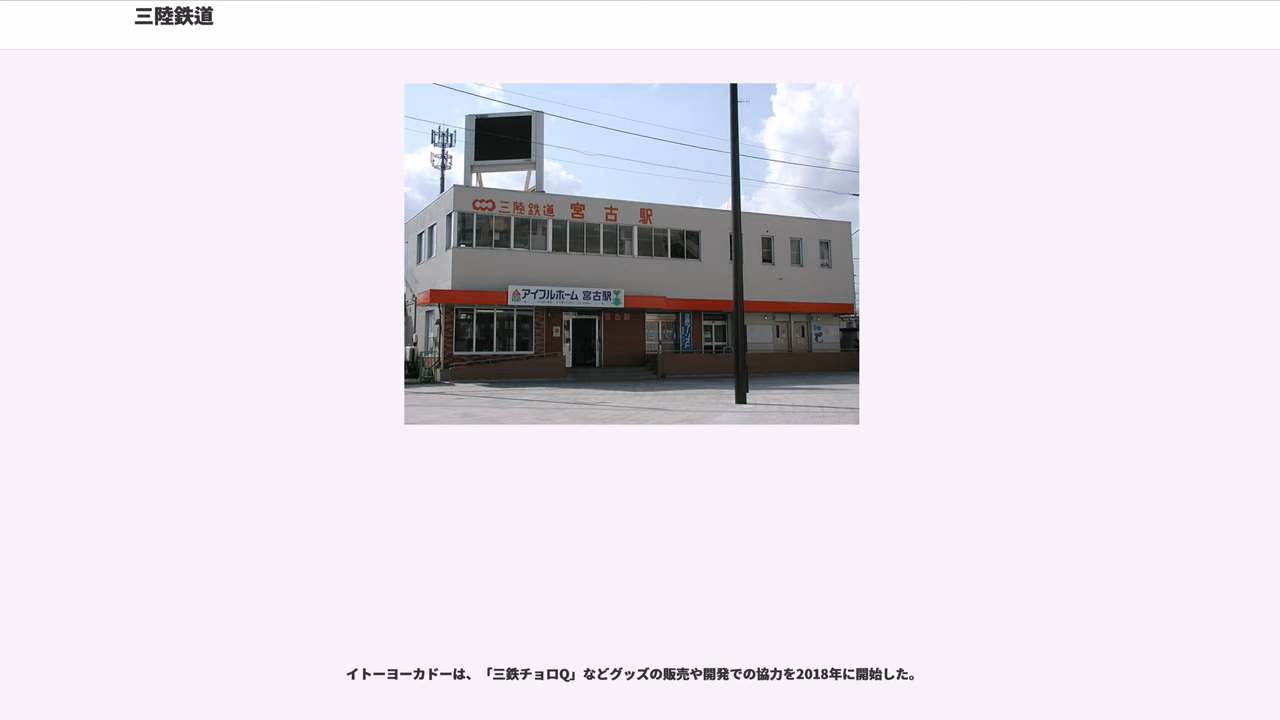 三陸鉄道
三陸鉄道 宮古駅
アイフルホーム 宮古駅
宮古駅
イトーヨーカドーは、「三鉄チョロQ」などグッズの販売や開発での協力を2018年に開始した。